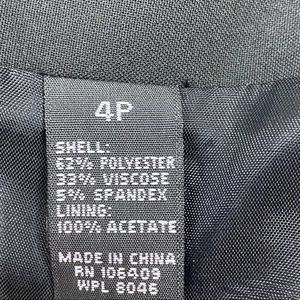 4P
SHELL:
62% POLYESTER
33% VISCOSE
5% SPANDEX
LINING:
100% ACETATE
MADE IN CHINA
RN 106409
WPL 8046